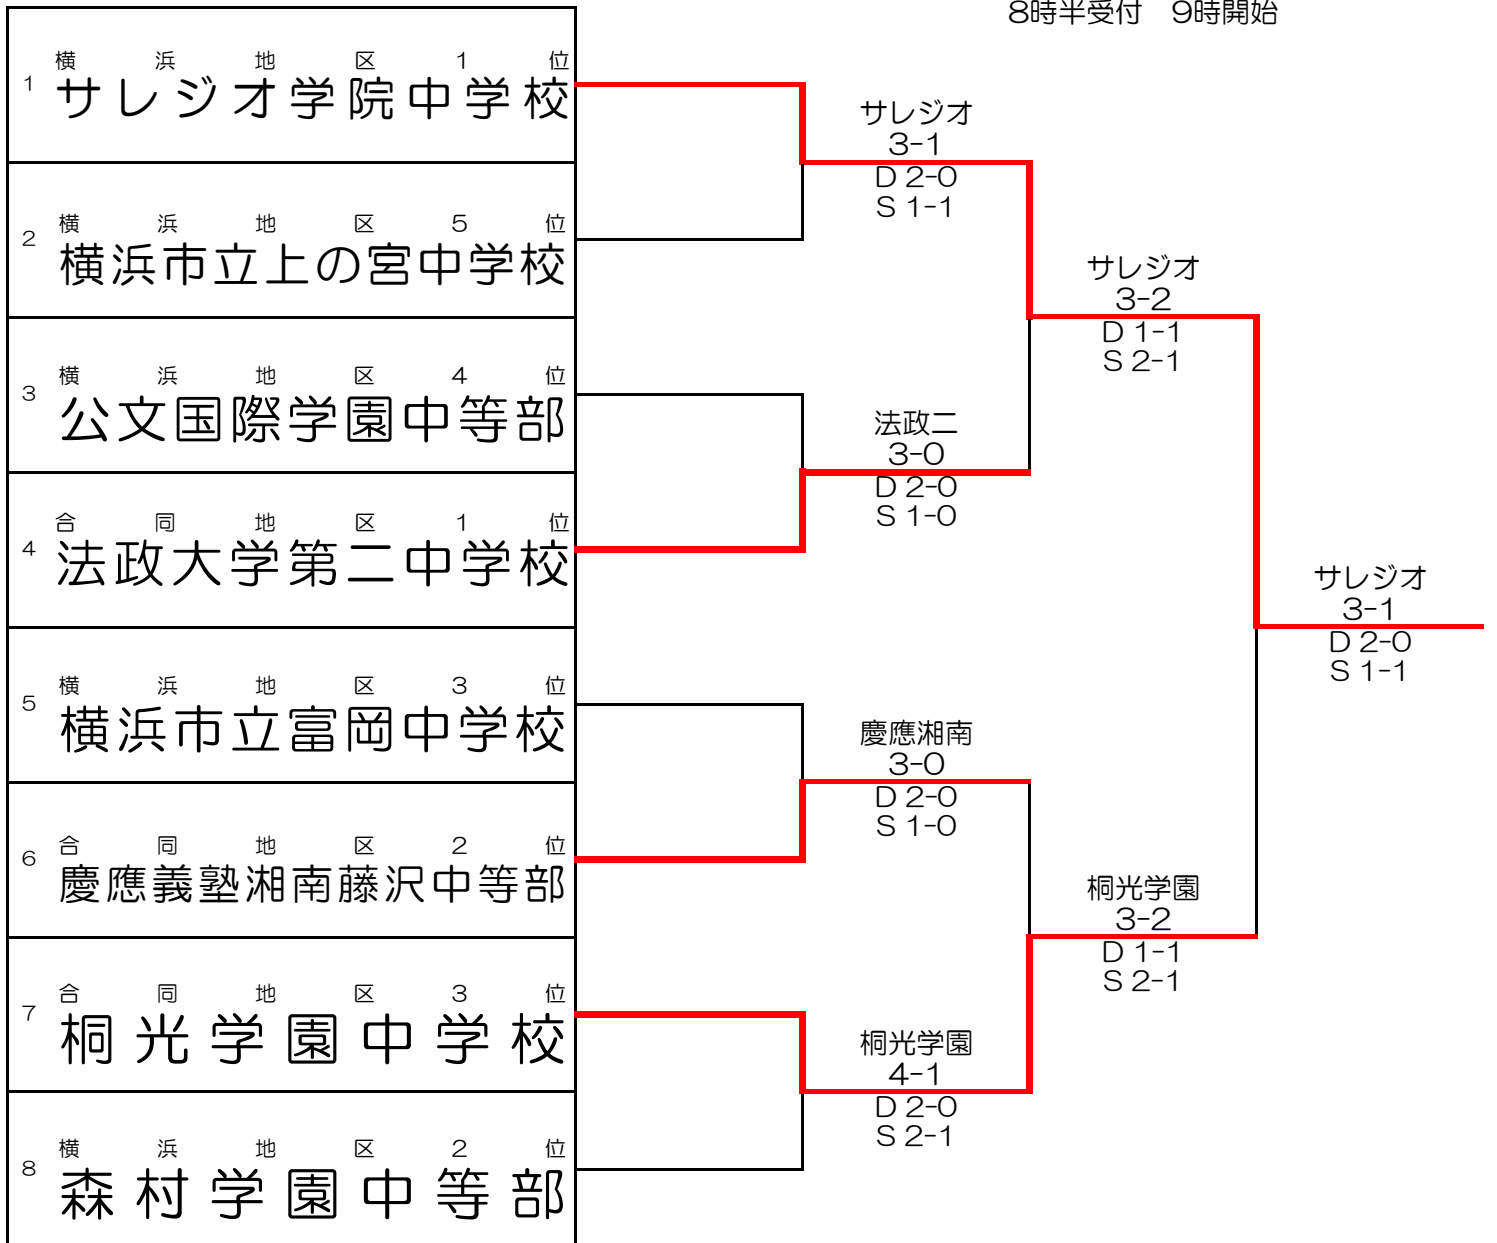 8時半受付　9時開始
横浜地区1位
1 サレジオ学院中学校
横浜地区5位
2 横浜市立上の宮中学校
横浜地区4位
3 公文国際学園中等部
合同地区1位
4 法政大学第二中学校
横浜地区3位
5 横浜市立富岡中学校
合同地区2位
6 慶應義塾湘南藤沢中等部
合同地区3位
7 桐光学園中学校
横浜地区2位
8 森村学園中等部
サレジオ
3-1
D 2-0
S 1-1
法政二
3-0
D 2-0
S 1-0
慶應湘南
3-0
D 2-0
S 1-0
桐光学園
4-1
D 2-0
S 2-1
サレジオ
3-2
D 1-1
S 2-1
桐光学園
3-2
D 1-1
S 2-1
サレジオ
3-1
D 2-0
S 1-1